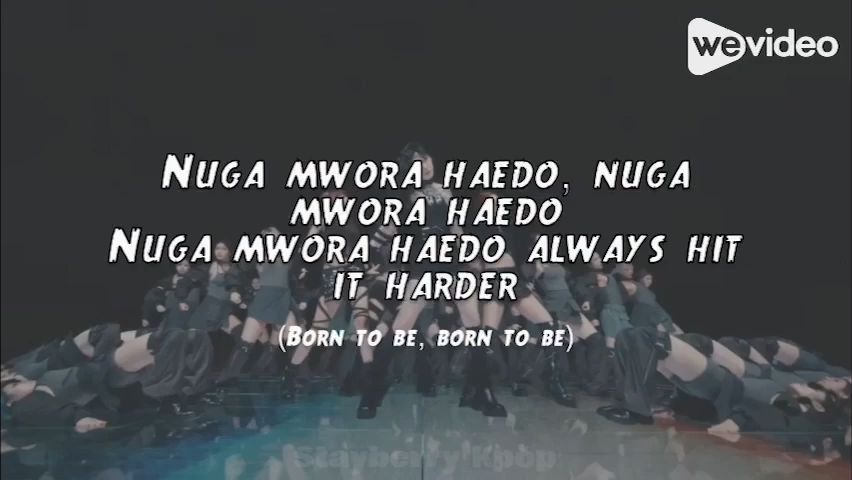 wevideo
Nuga mwora haedo, nuga
mwora haedo
Nuga mwora haedo always hit
it harder
(Born to be, born to be)
Stayberry Kpop